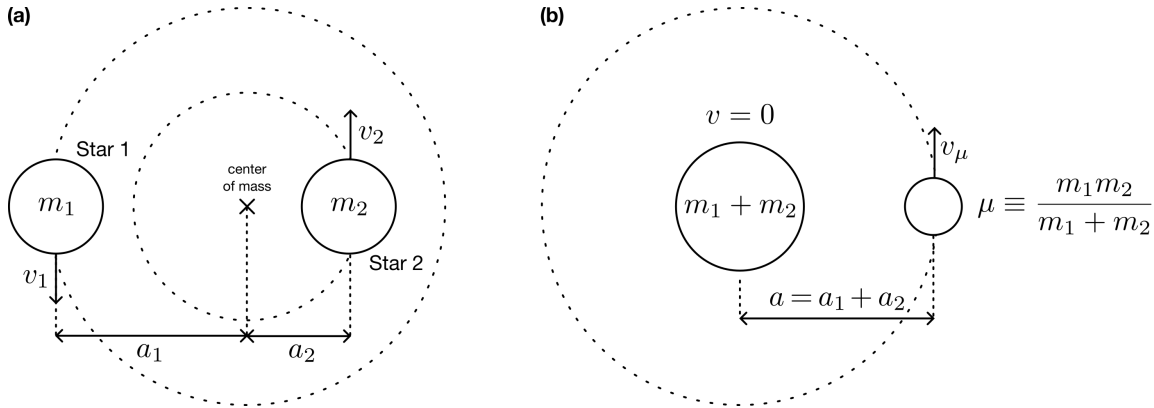 (a)
Star 1
m₁
v₁
center
of mass
v₂
m₂
Star 2
a₁
a₂
(b)
v = 0
m₁ + m₂
v_μ
μ ≡ m₁m₂ / m₁ + m₂
a = a₁ + a₂